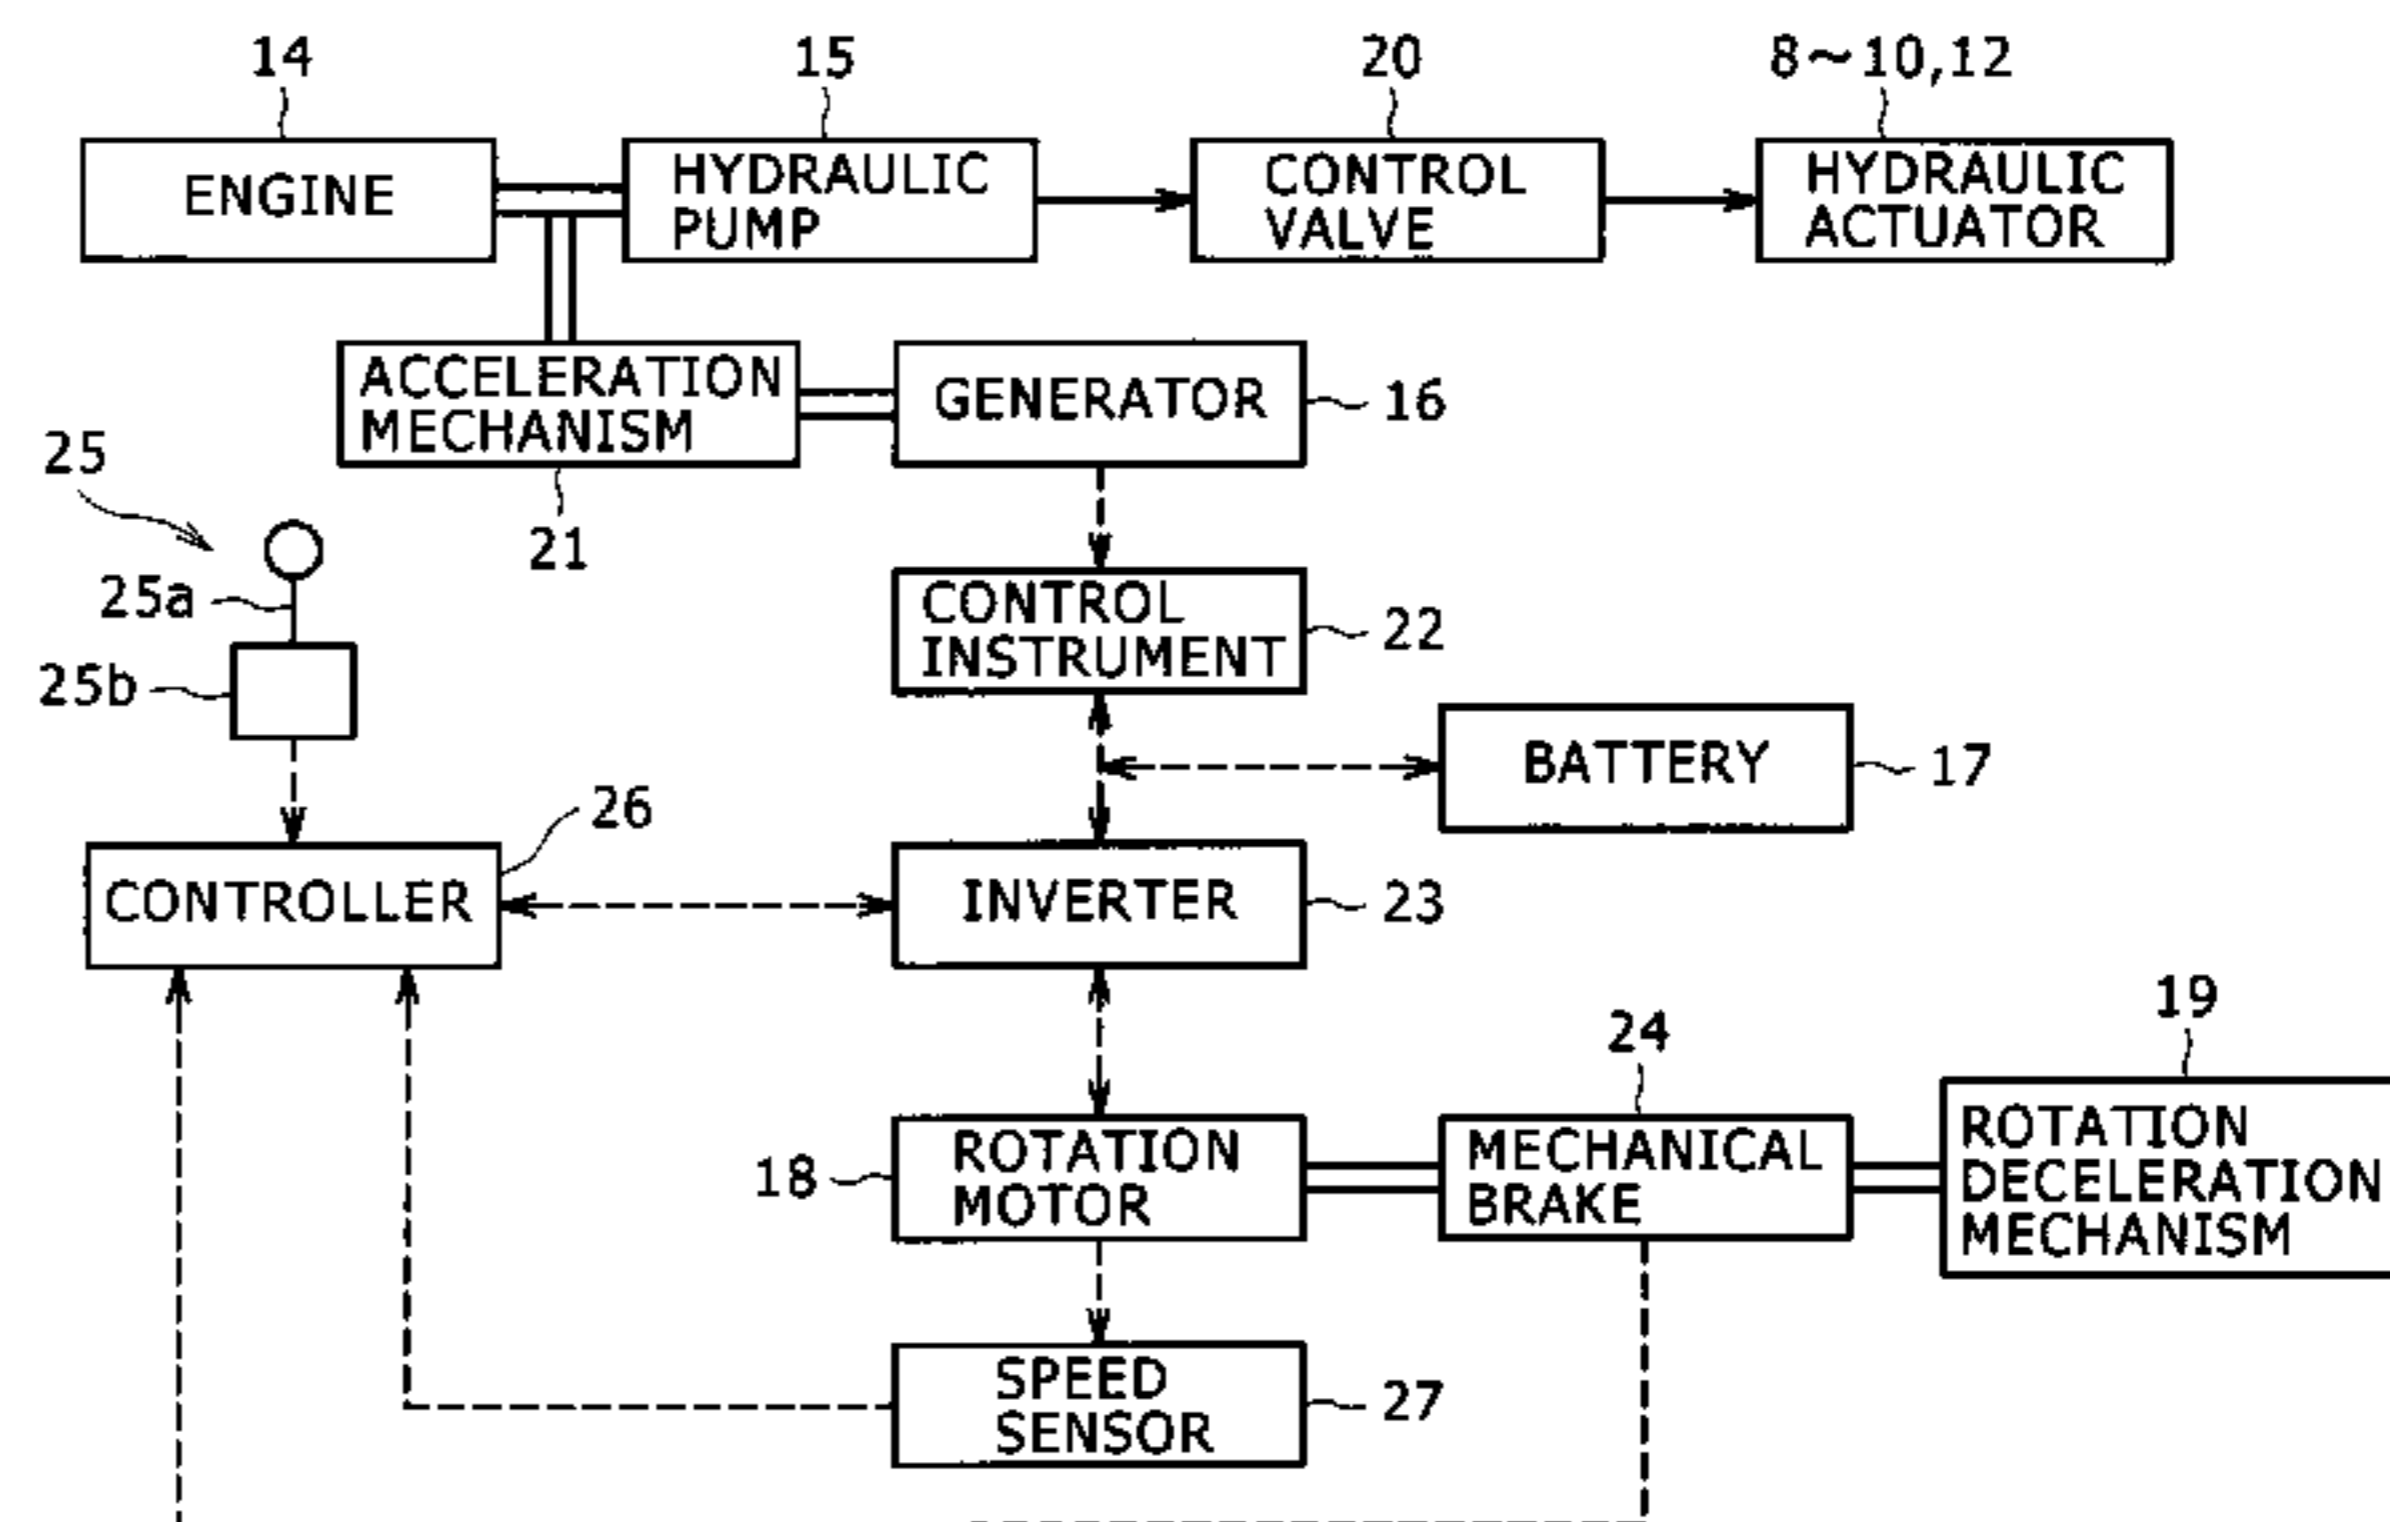 14
15
20
8~10,12
ENGINE
HYDRAULIC
PUMP
CONTROL
VALVE
HYDRAULIC
ACTUATOR
ACCELERATION
MECHANISM
GENERATOR
16
25
21
25a
CONTROL
INSTRUMENT
22
25b
BATTERY
17
26
CONTROLLER
INVERTER
23
19
24
ROTATION
MOTOR
18
MECHANICAL
BRAKE
ROTATION
DECELERATION
MECHANISM
SPEED
SENSOR
27